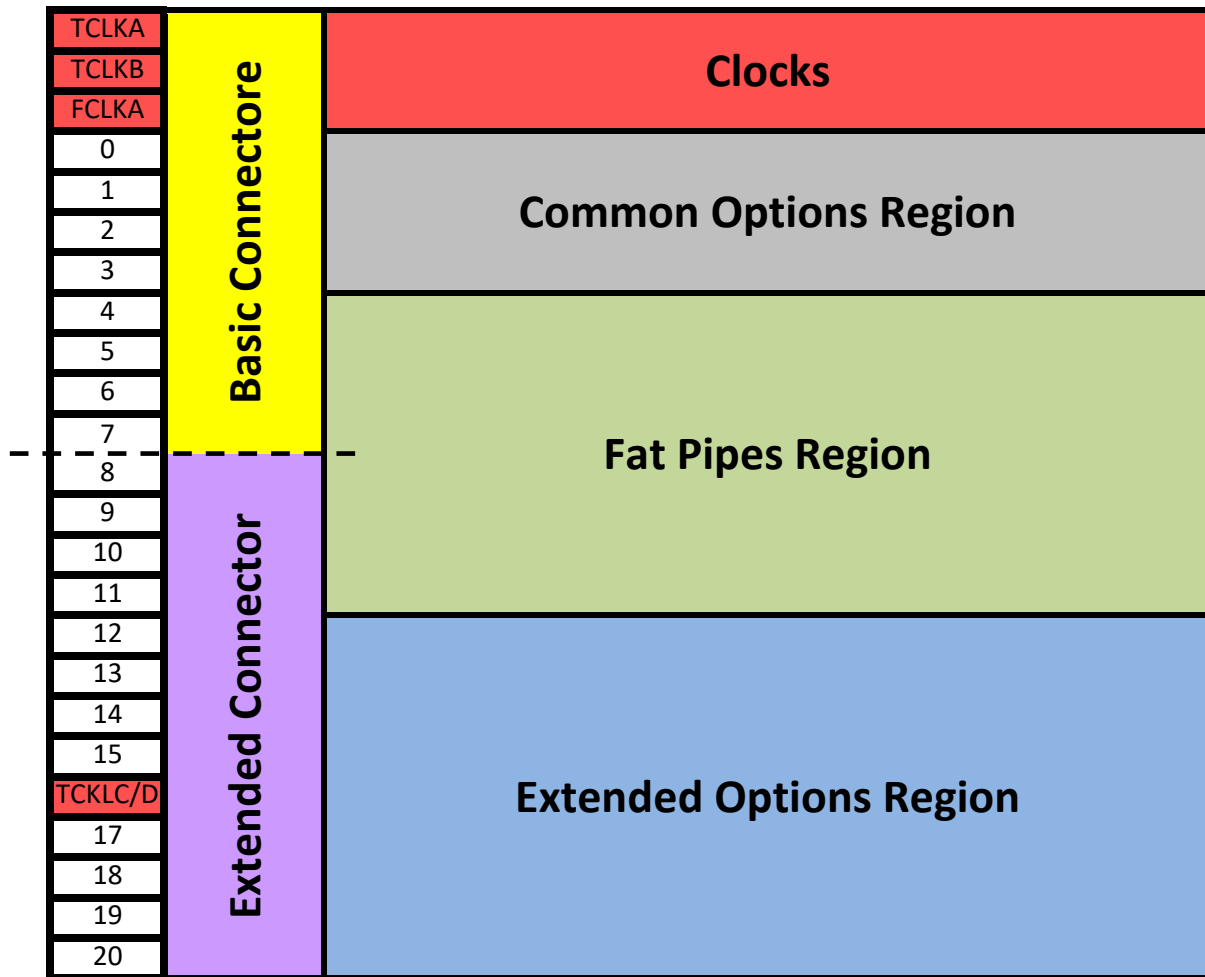 TCLKA
TCLKB
FCLKA
0
1
2
3
4
5
6
7
8
9
10
11
12
13
14
15
TCKLC/D
17
18
19
20
Basic Connectore
Extended Connector
Clocks
Common Options Region
Fat Pipes Region
Extended Options Region